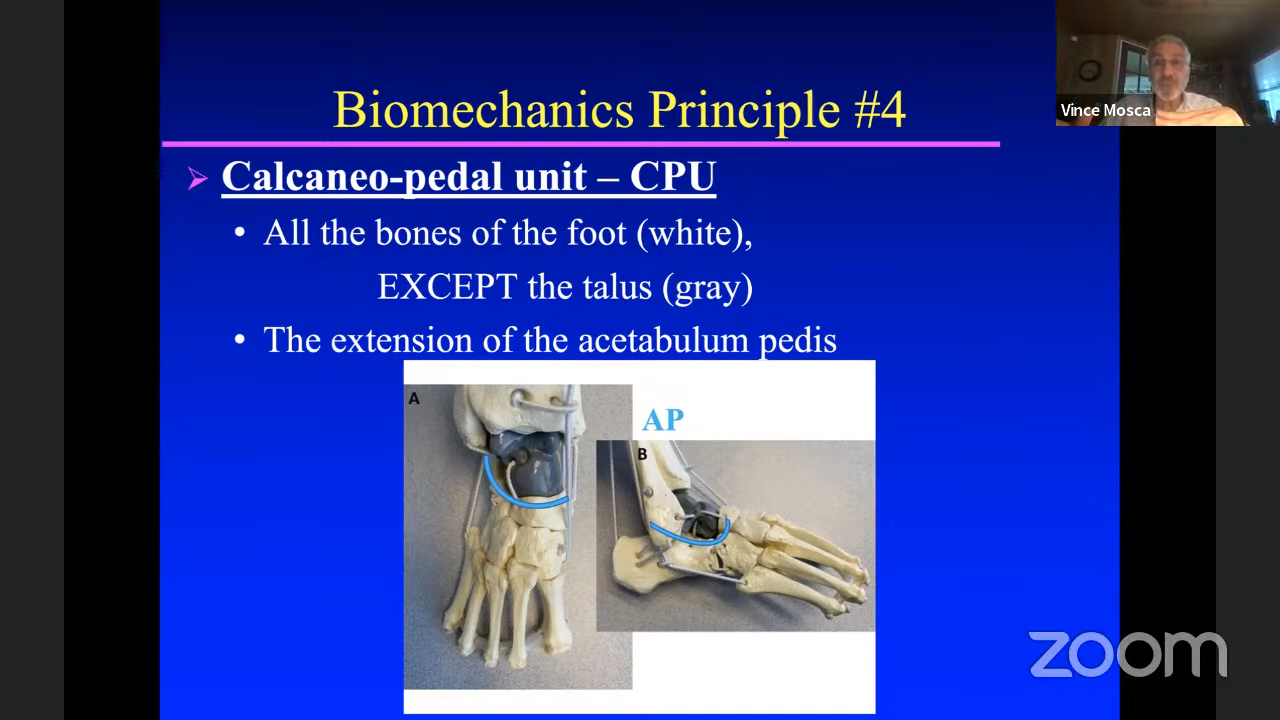 Biomechanics Principle #4
Vince Mosca
➢ Calcaneo-pedal unit – CPU
• All the bones of the foot (white),
EXCEPT the talus (gray)
• The extension of the acetabulum pedis
A
AP
B
zoom